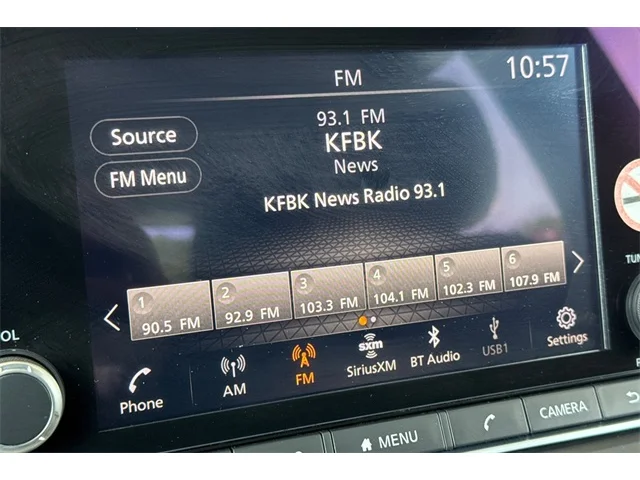 FM
10:57
93.1 FM
KFBK
News
KFBK News Radio 93.1
Source
FM Menu
1
90.5 FM
2
92.9 FM
3
103.3 FM
4
104.1 FM
5
102.3 FM
6
107.9 FM
Phone
AM
FM
sxm
SiriusXM
BT Audio
USB1
Settings
MENU
CAMERA